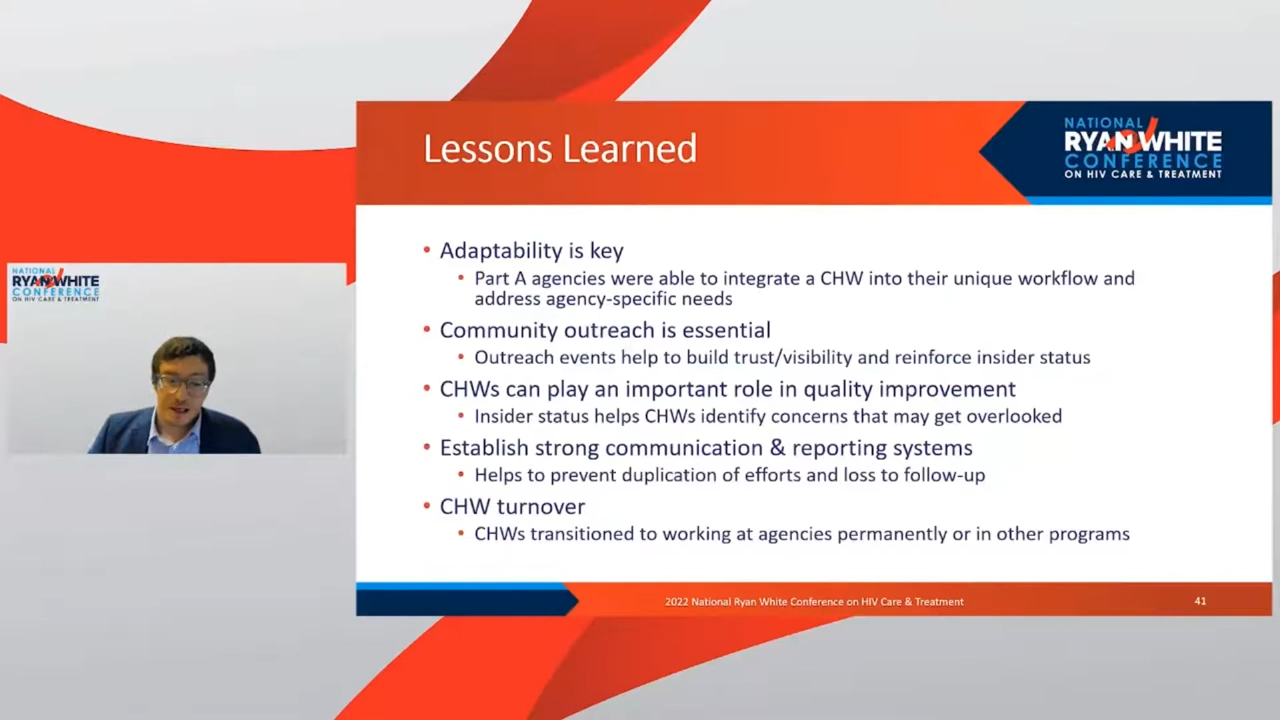 Lessons Learned
NATIONAL
RYAN WHITE
CONFERENCE
ON HIV CARE & TREATMENT
• Adaptability is key
• Part A agencies were able to integrate a CHW into their unique workflow and
address agency-specific needs
• Community outreach is essential
• Outreach events help to build trust/visibility and reinforce insider status
• CHWs can play an important role in quality improvement
• Insider status helps CHWs identify concerns that may get overlooked
• Establish strong communication & reporting systems
• Helps to prevent duplication of efforts and loss to follow-up
• CHW turnover
• CHWs transitioned to working at agencies permanently or in other programs
2022 National Ryan White Conference on HIV Care & Treatment
41
NATIONAL
RYAN WHITE
CONFERENCE
ON HIV CARE & TREATMENT